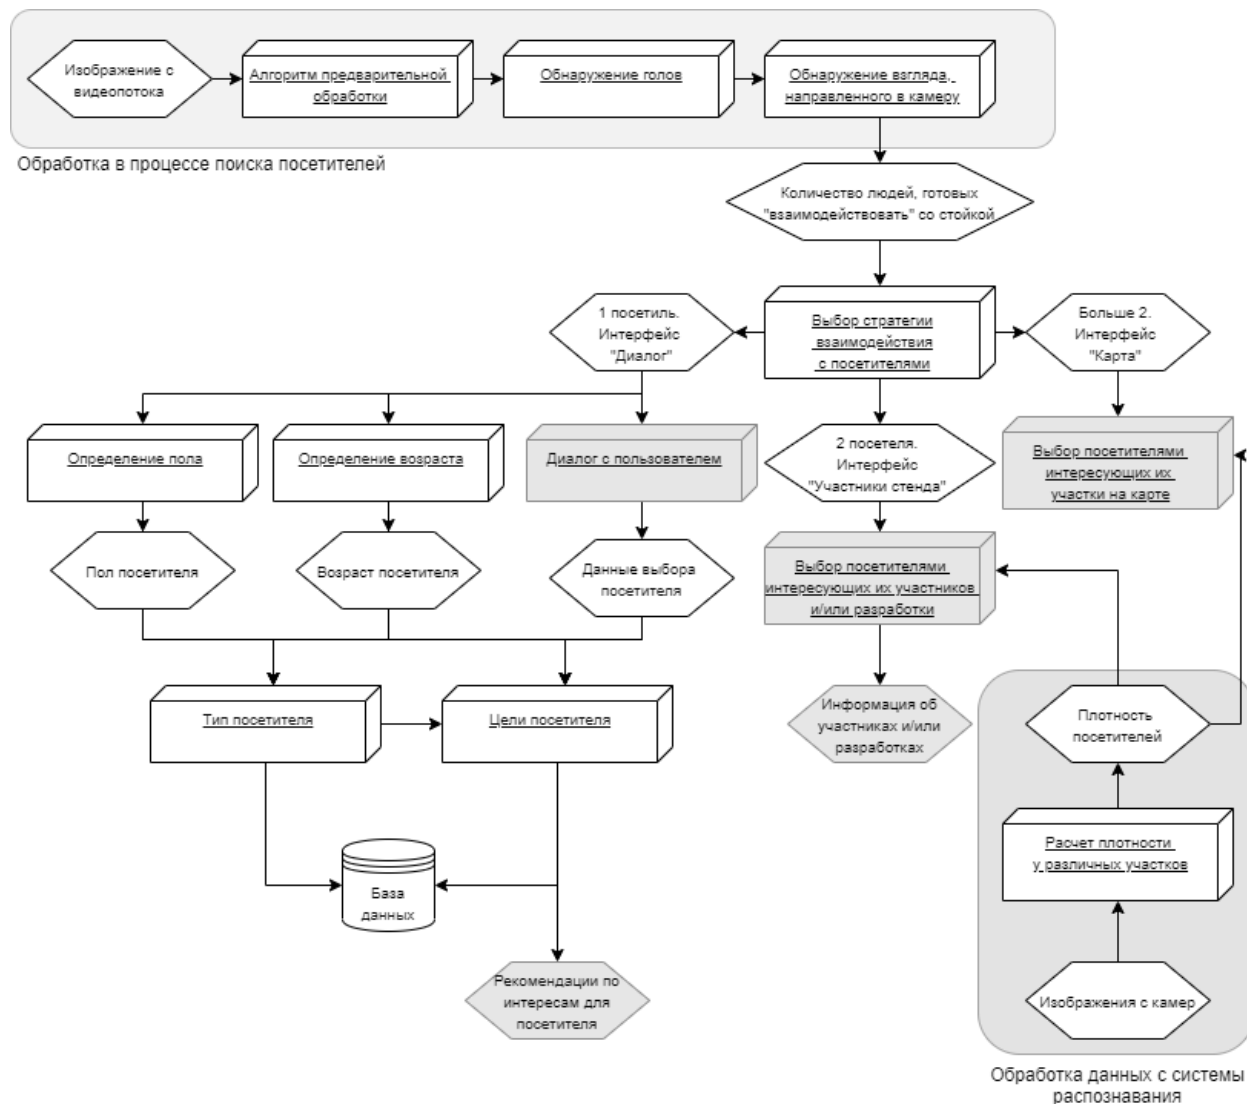 Изображение с
видеопотока
Алгоритм предварительной
обработки
Обнаружение голов
Обнаружение взгляда,
направленного в камеру
Обработка в процессе поиска посетителей
Количество людей, готовых
"взаимодействовать" со стойкой
1 посетиль.
Интерфейс
"Диалог"
Выбор стратегии
взаимодействия
с посетителями
Больше 2.
Интерфейс
"Карта"
Определение пола
Определение возраста
Диалог с пользователем
2 посетеля.
Интерфейс
"Участники стенда"
Выбор посетителями
интересующих их
участки на карте
Пол посетителя
Возраст посетителя
Данные выбора
посетителя
Выбор посетителями
интересующих их участников
и/или разработки
Тип посетителя
Цели посетителя
Информация об
участниках и/или
разработках
Плотность
посетителей
Расчет плотности
у различных участков
База
данных
Рекомендации по
интересам для
посетителя
Изображения с камер
Обработка данных с системы
распознавания